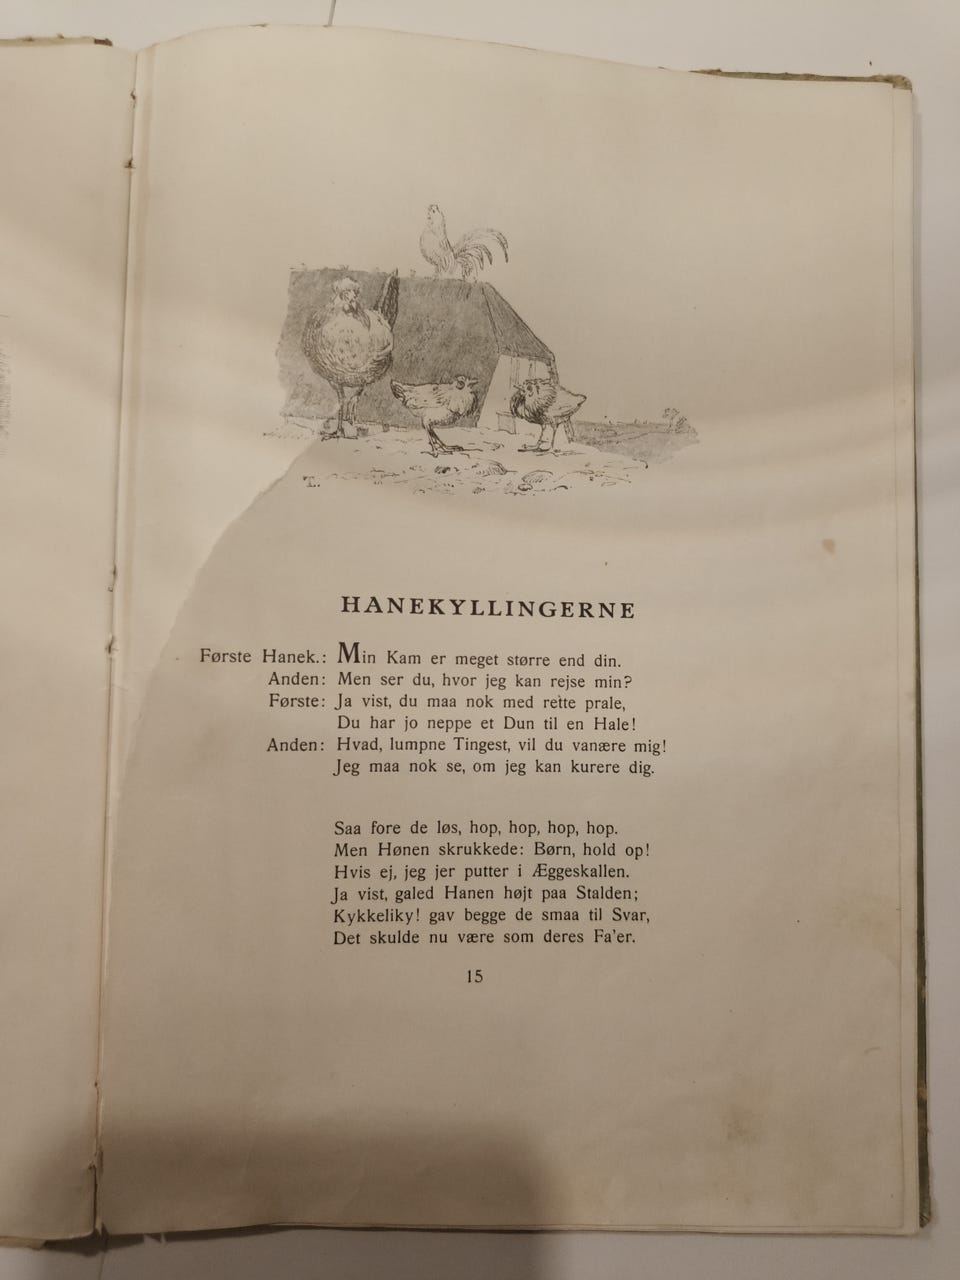 T.
HANEKYLLINGERNE
Første Hanek.: Min Kam er meget større end din.
Anden: Men ser du, hvor jeg kan rejse min?
Første: Ja vist, du maa nok med rette prale,
Du har jo neppe et Dun til en Hale!
Anden: Hvad, lumpne Tingest, vil du vanære mig!
Jeg maa nok se, om jeg kan kurere dig.
Saa fore de løs, hop, hop, hop, hop.
Men Hønen skrukkede: Børn, hold op!
Hvis ej, jeg jer putter i Æggeskallen.
Ja vist, galed Hanen højt paa Stalden;
Kykkeliky! gav begge de smaa til Svar,
Det skulde nu være som deres Fa'er.
15